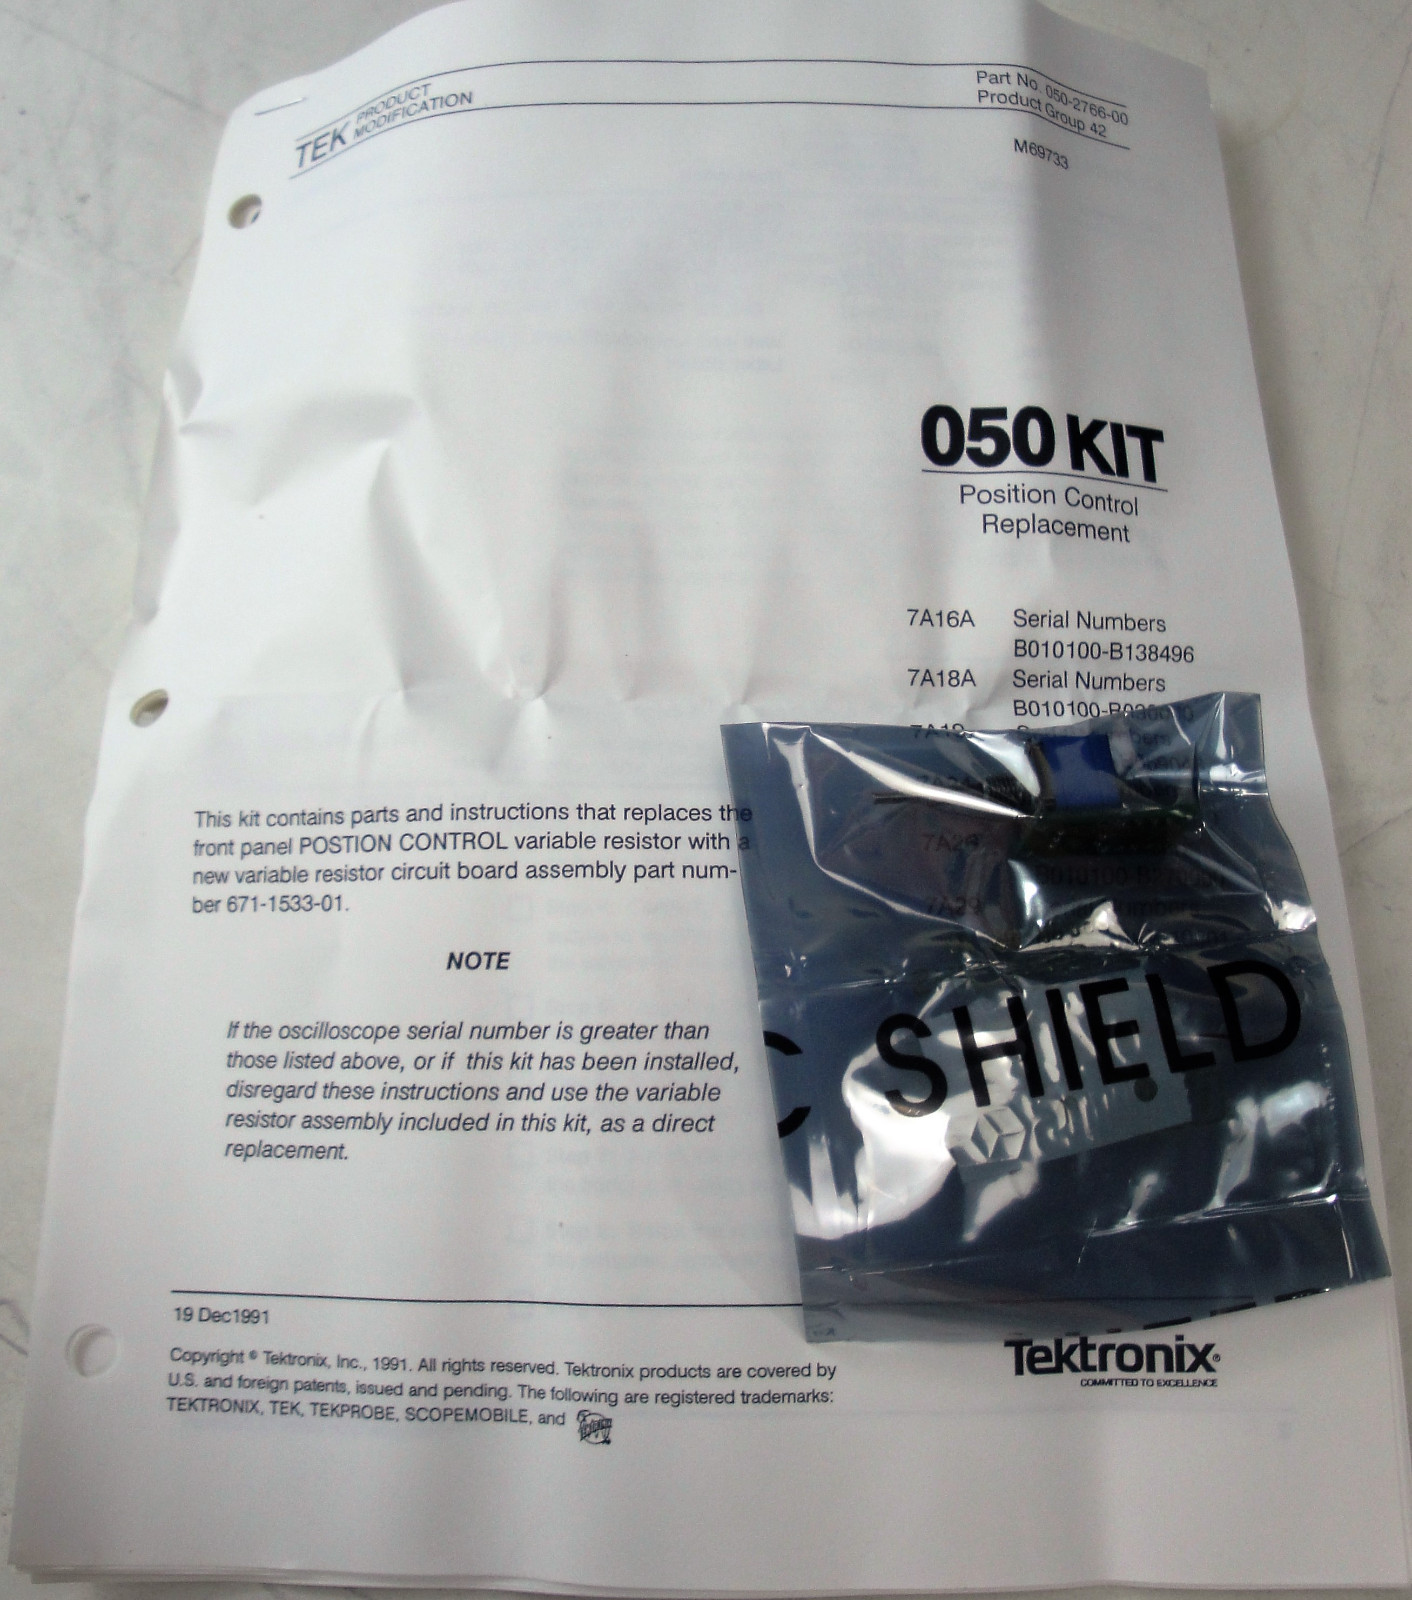 TEK PRODUCT
MODIFICATION
Part No. 050-2766-00
Product Group 42
M69733
050 KIT
Position Control
Replacement
7A16A Serial Numbers
B010100-B138496
7A18A Serial Numbers
B010100-
This kit contains parts and instructions that replaces the
front panel POSTION CONTROL variable resistor with a
new variable resistor circuit board assembly part num-
ber 671-1533-01.
NOTE
If the oscilloscope serial number is greater than
those listed above, or if this kit has been installed,
disregard these instructions and use the variable
resistor assembly included in this kit, as a direct
replacement.
C SHIELD
19 Dec1991
Copyright © Tektronix, Inc., 1991. All rights reserved. Tektronix products are covered by
U.S. and foreign patents, issued and pending. The following are registered trademarks:
TEKTRONIX, TEK, TEKPROBE, SCOPEMOBILE, and
Tektronix®
COMMITTED TO EXCELLENCE